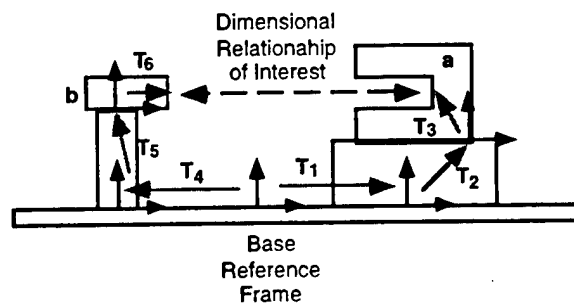 Dimensional
Relationahip
of Interest
T6
a
b
T3
T5
T4
T1
T2
Base
Reference
Frame